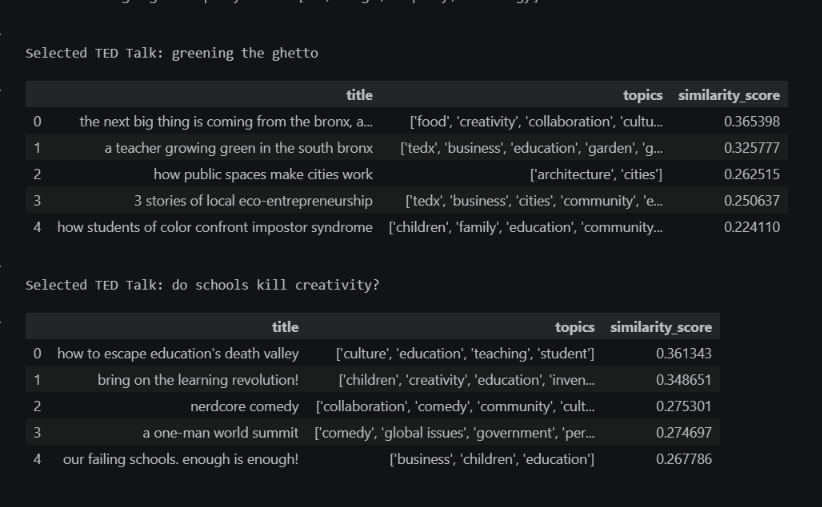 Selected TED Talk: greening the ghetto
title topics similarity_score
0 the next big thing is coming from the bronx, a... ['food', 'creativity', 'collaboration', 'cultu... 0.365398
1 a teacher growing green in the south bronx ['tedx', 'business', 'education', 'garden', 'g... 0.325777
2 how public spaces make cities work ['architecture', 'cities'] 0.262515
3 3 stories of local eco-entrepreneurship ['tedx', 'business', 'cities', 'community', 'e... 0.250637
4 how students of color confront impostor syndrome ['children', 'family', 'education', 'community... 0.224110
Selected TED Talk: do schools kill creativity?
title topics similarity_score
0 how to escape education's death valley ['culture', 'education', 'teaching', 'student'] 0.361343
1 bring on the learning revolution! ['children', 'creativity', 'education', 'inven... 0.348651
2 nerdcore comedy ['collaboration', 'comedy', 'community', 'cult... 0.275301
3 a one-man world summit ['comedy', 'global issues', 'government', 'per... 0.274697
4 our failing schools. enough is enough! ['business', 'children', 'education'] 0.267786